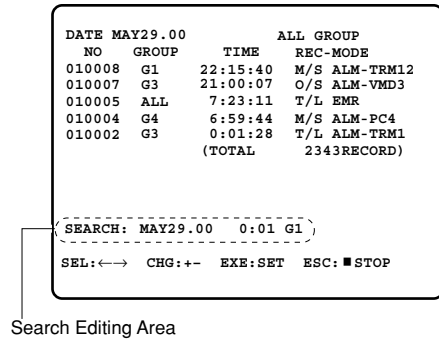 DATE MAY29.00 ALL GROUP
NO GROUP TIME REC-MODE
010008 G1 22:15:40 M/S ALM-TRM12
010007 G3 21:00:07 O/S ALM-VMD3
010005 ALL 7:23:11 T/L EMR
010004 G4 6:59:44 M/S ALM-PC4
010002 G3 0:01:28 T/L ALM-TRM1
(TOTAL 2343RECORD)
SEARCH: MAY29.00 0:01 G1
SEL:←→ CHG:+- EXE:SET ESC:■STOP
Search Editing Area